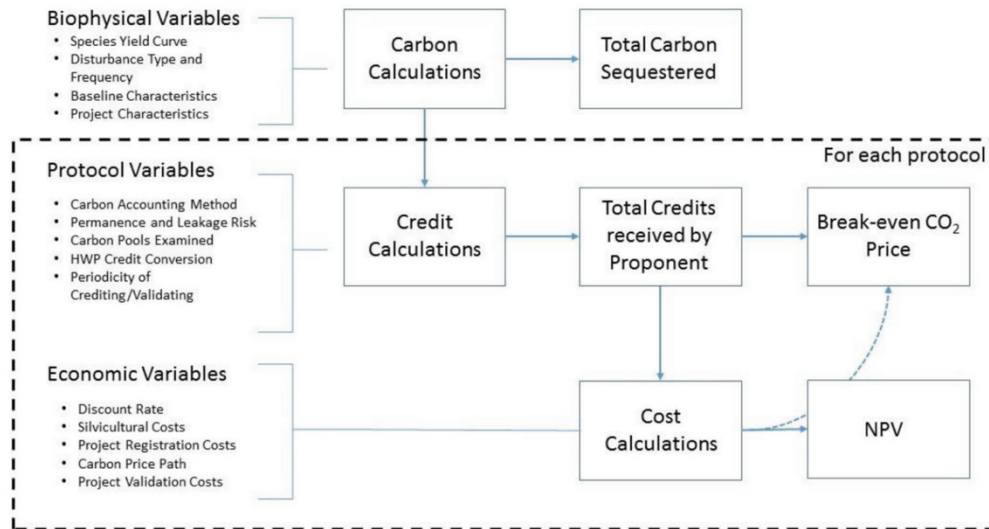 Biophysical Variables
• Species Yield Curve
• Disturbance Type and
Frequency
• Baseline Characteristics
• Project Characteristics
Carbon
Calculations
Total Carbon
Sequestered
For each protocol
Protocol Variables
• Carbon Accounting Method
• Permanence and Leakage Risk
• Carbon Pools Examined
• HWP Credit Conversion
• Periodicity of
Crediting/Validating
Credit
Calculations
Total Credits
received by
Proponent
Break-even CO₂
Price
Economic Variables
• Discount Rate
• Silvicultural Costs
• Project Registration Costs
• Carbon Price Path
• Project Validation Costs
Cost
Calculations
NPV